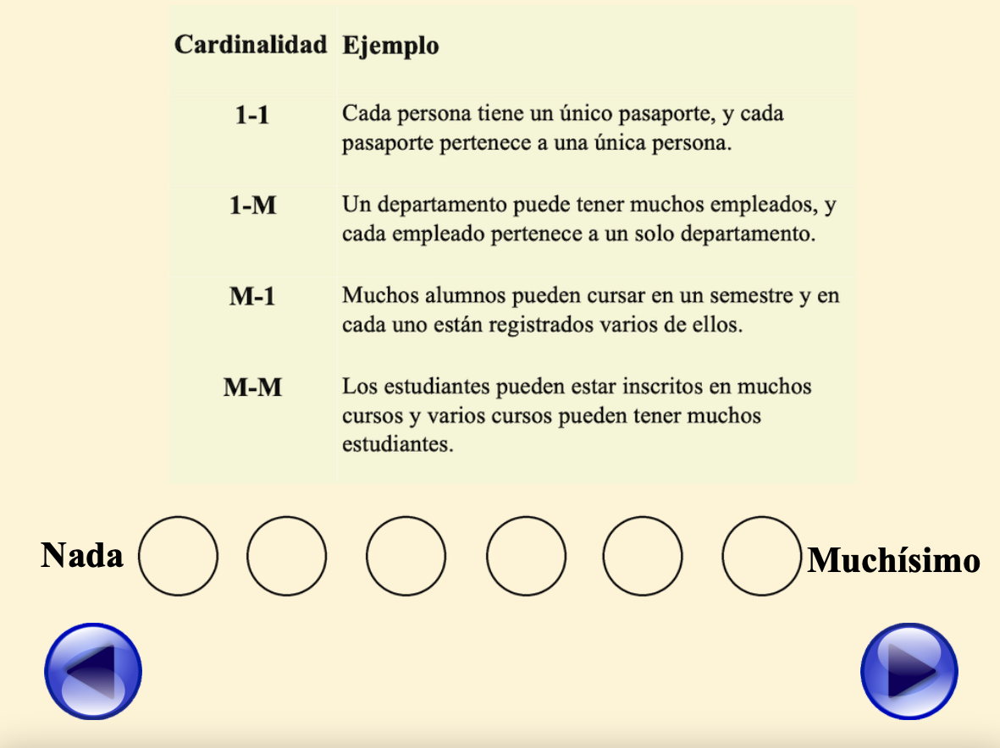 Cardinalidad Ejemplo
1-1 Cada persona tiene un único pasaporte, y cada
pasaporte pertenece a una única persona.
1-M Un departamento puede tener muchos empleados, y
cada empleado pertenece a un solo departamento.
M-1 Muchos alumnos pueden cursar en un semestre y en
cada uno están registrados varios de ellos.
M-M Los estudiantes pueden estar inscritos en muchos
cursos y varios cursos pueden tener muchos
estudiantes.
Nada Muchísimo